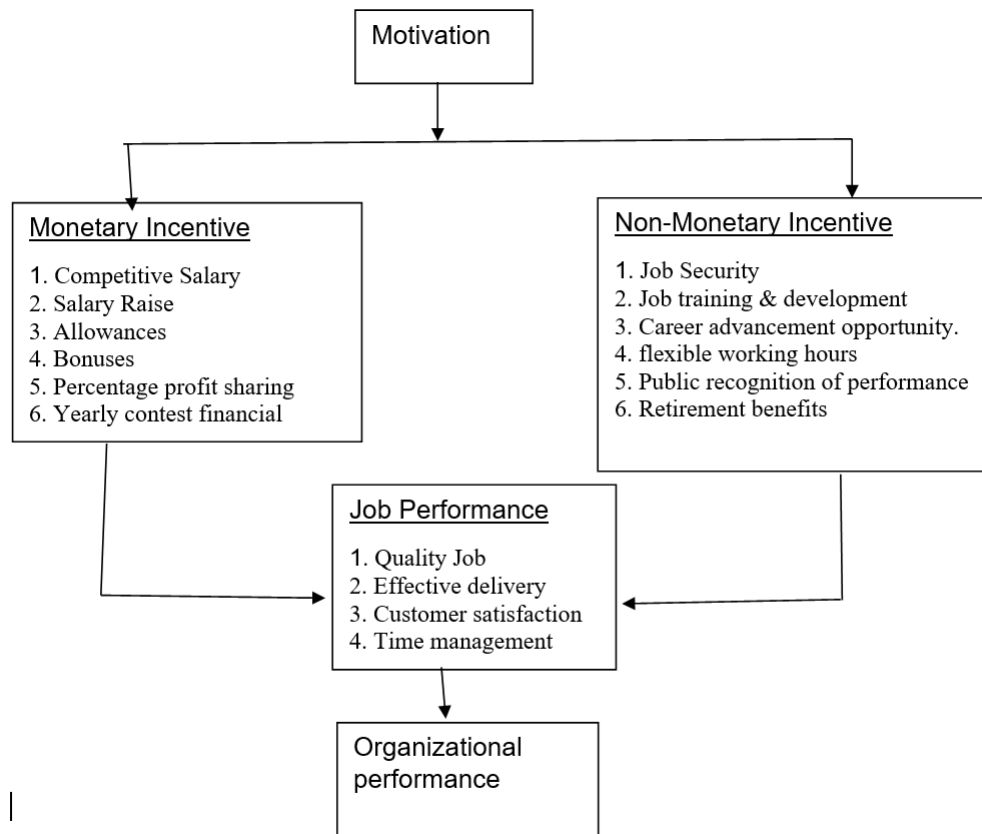 Motivation
Monetary Incentive
1. Competitive Salary
2. Salary Raise
3. Allowances
4. Bonuses
5. Percentage profit sharing
6. Yearly contest financial
Non-Monetary Incentive
1. Job Security
2. Job training & development
3. Career advancement opportunity.
4. flexible working hours
5. Public recognition of performance
6. Retirement benefits
Job Performance
1. Quality Job
2. Effective delivery
3. Customer satisfaction
4. Time management
Organizational
performance